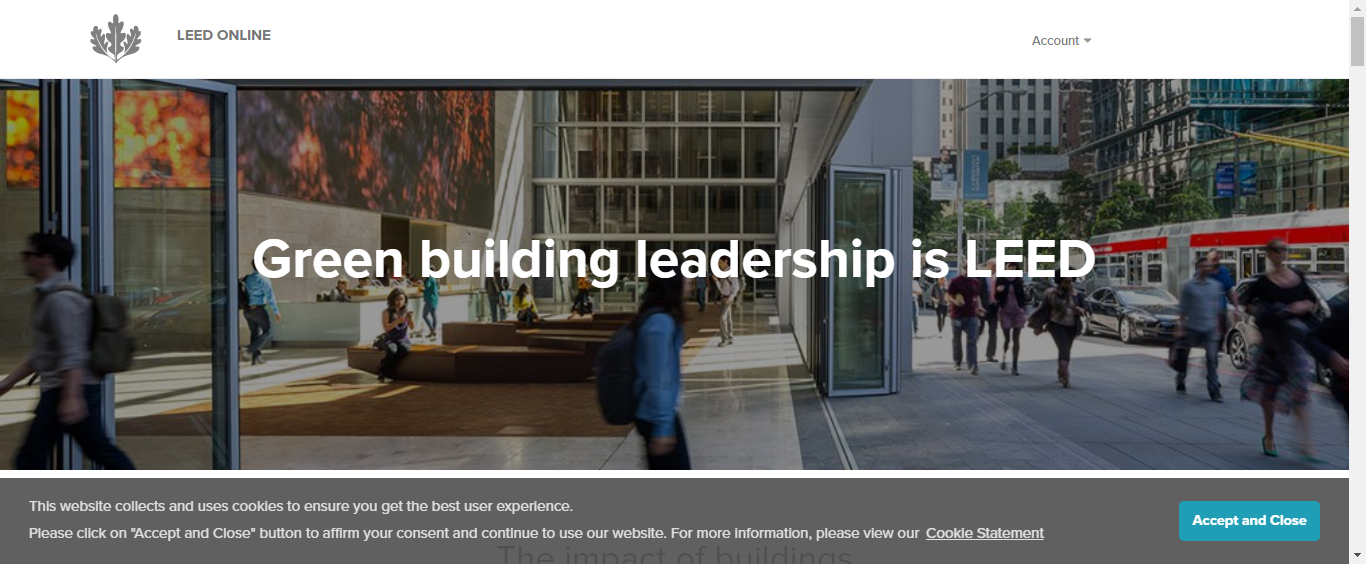 LEED ONLINE
Account
Green building leadership is LEED
This website collects and uses cookies to ensure you get the best user experience.
Please click on "Accept and Close" button to affirm your consent and continue to use our website. For more information, please view our Cookie Statement
Accept and Close
The impact of buildings